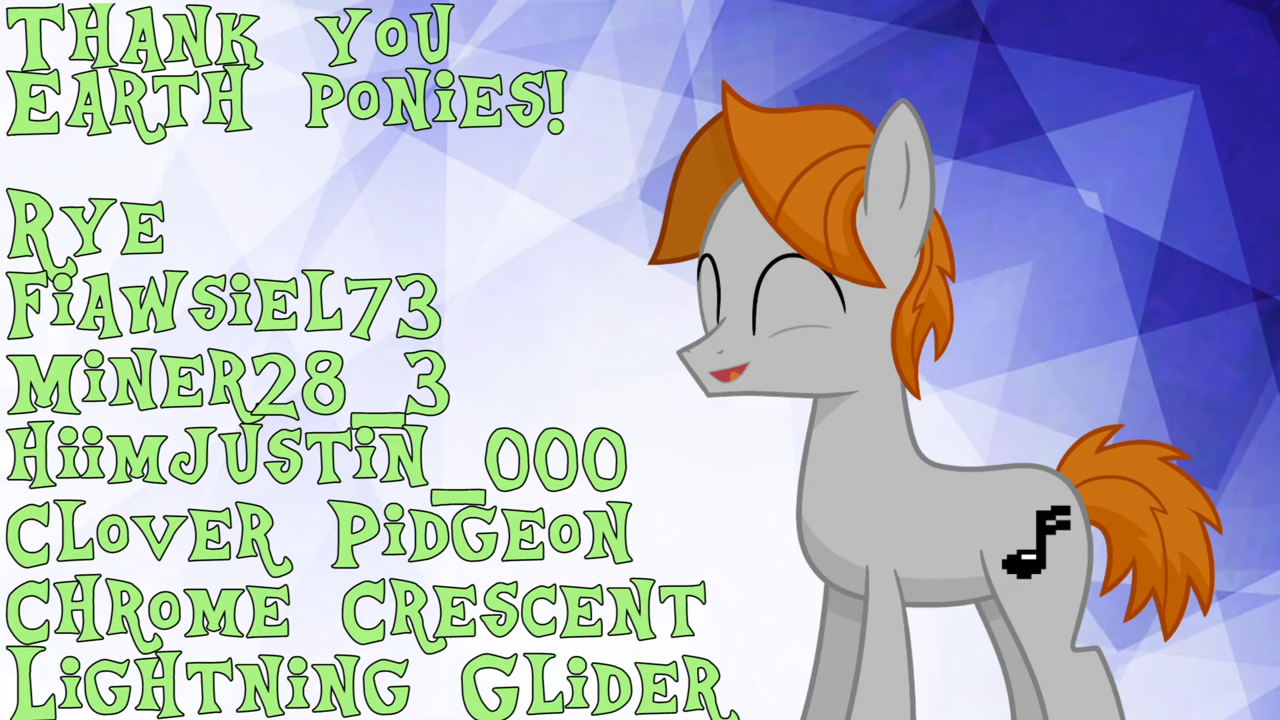 THANK YOU
EARTH PONIES!
RYE
FiAWSiEL73
MiNER28_3
HiiMJUSTiN_000
CLOVER PiDGEON
CHROME CRESCENT
LiGHTNiNG GLiDER